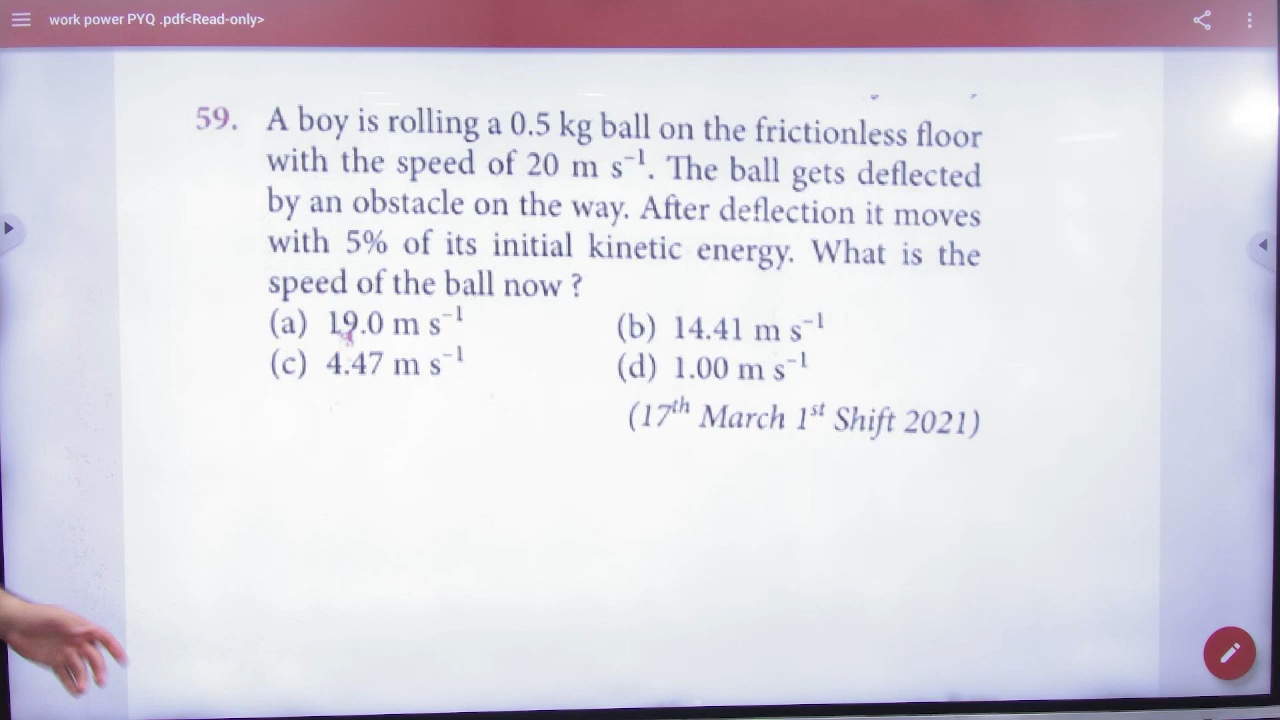 work power PYQ .pdf<Read-only>
59. A boy is rolling a 0.5 kg ball on the frictionless floor
with the speed of 20 m s⁻¹. The ball gets deflected
by an obstacle on the way. After deflection it moves
with 5% of its initial kinetic energy. What is the
speed of the ball now ?
(a) 19.0 m s⁻¹ (b) 14.41 m s⁻¹
(c) 4.47 m s⁻¹ (d) 1.00 m s⁻¹
(17ᵗʰ March 1ˢᵗ Shift 2021)